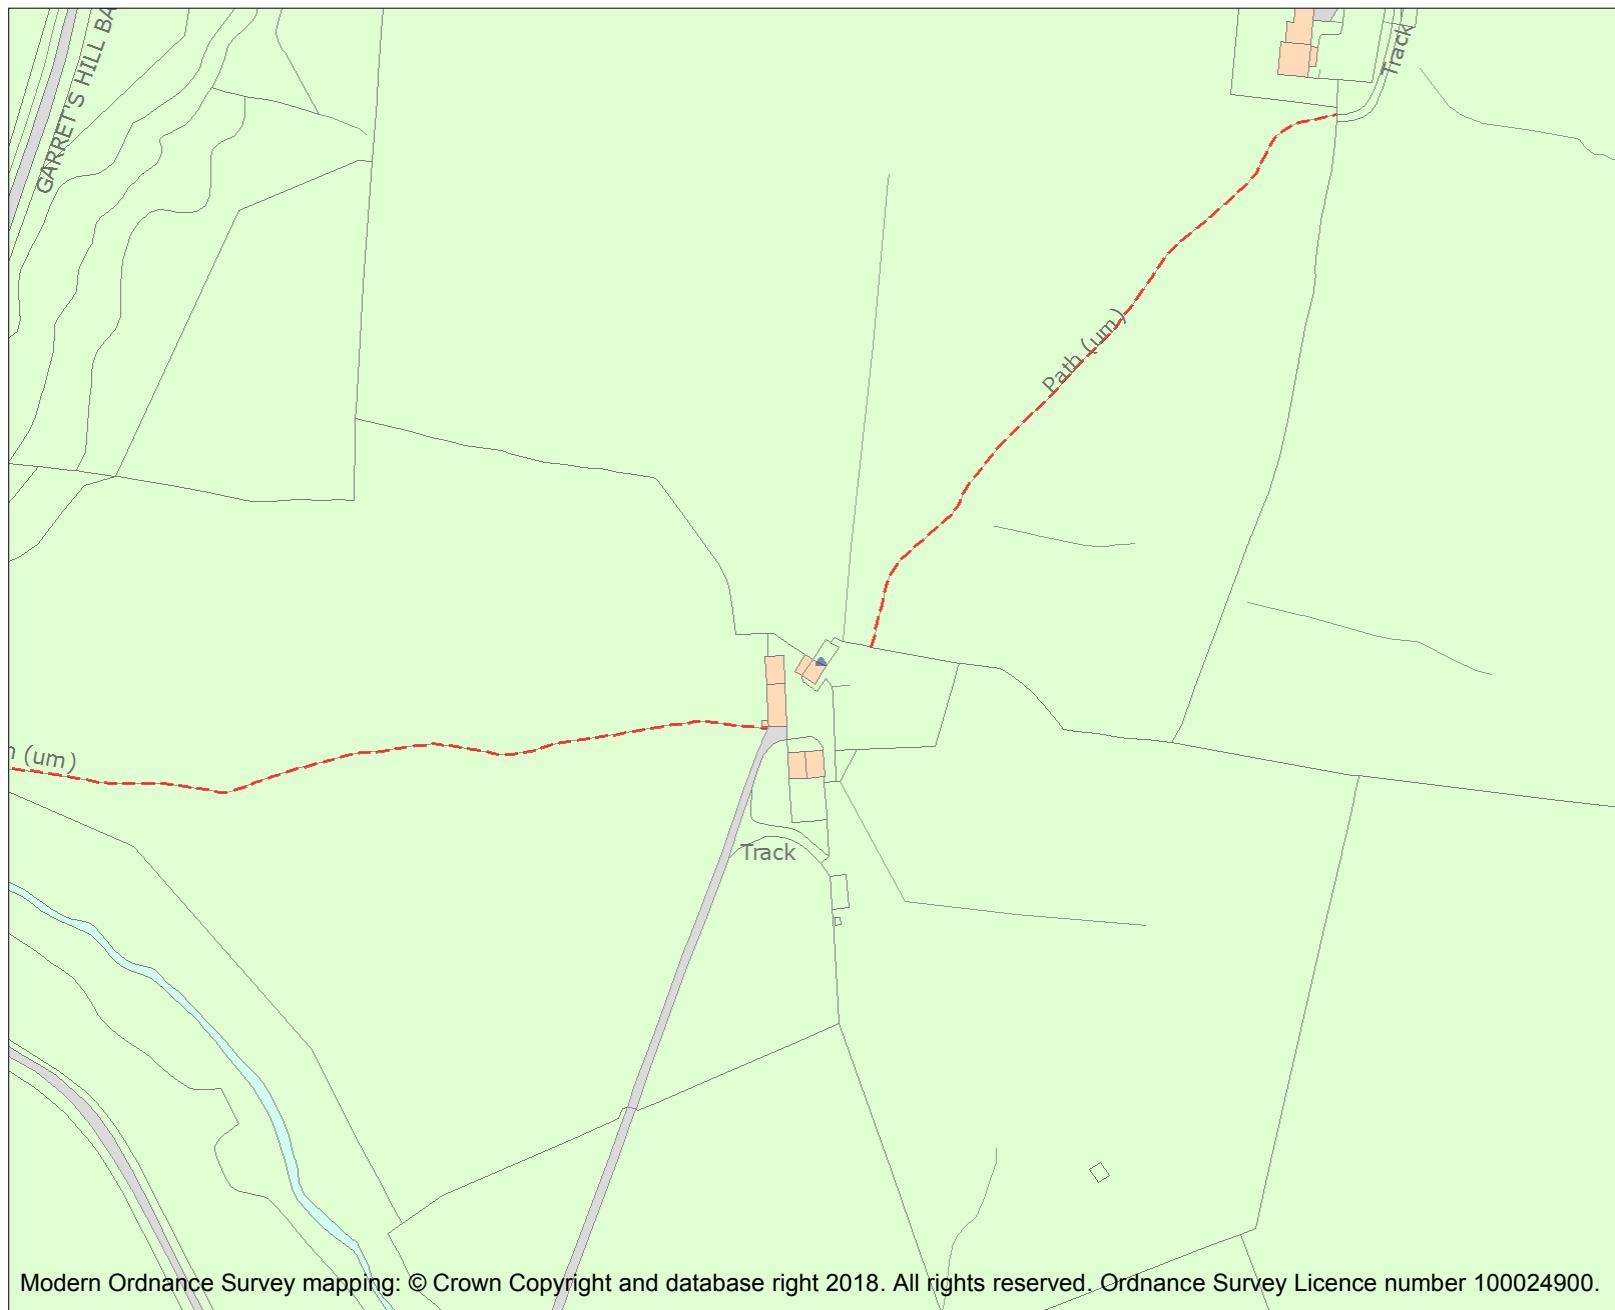 GARRET'S HILL BA
Track
Path (um)
h (um)
Track
Modern Ordnance Survey mapping: © Crown Copyright and database right 2018. All rights reserved. Ordnance Survey Licence number 100024900.